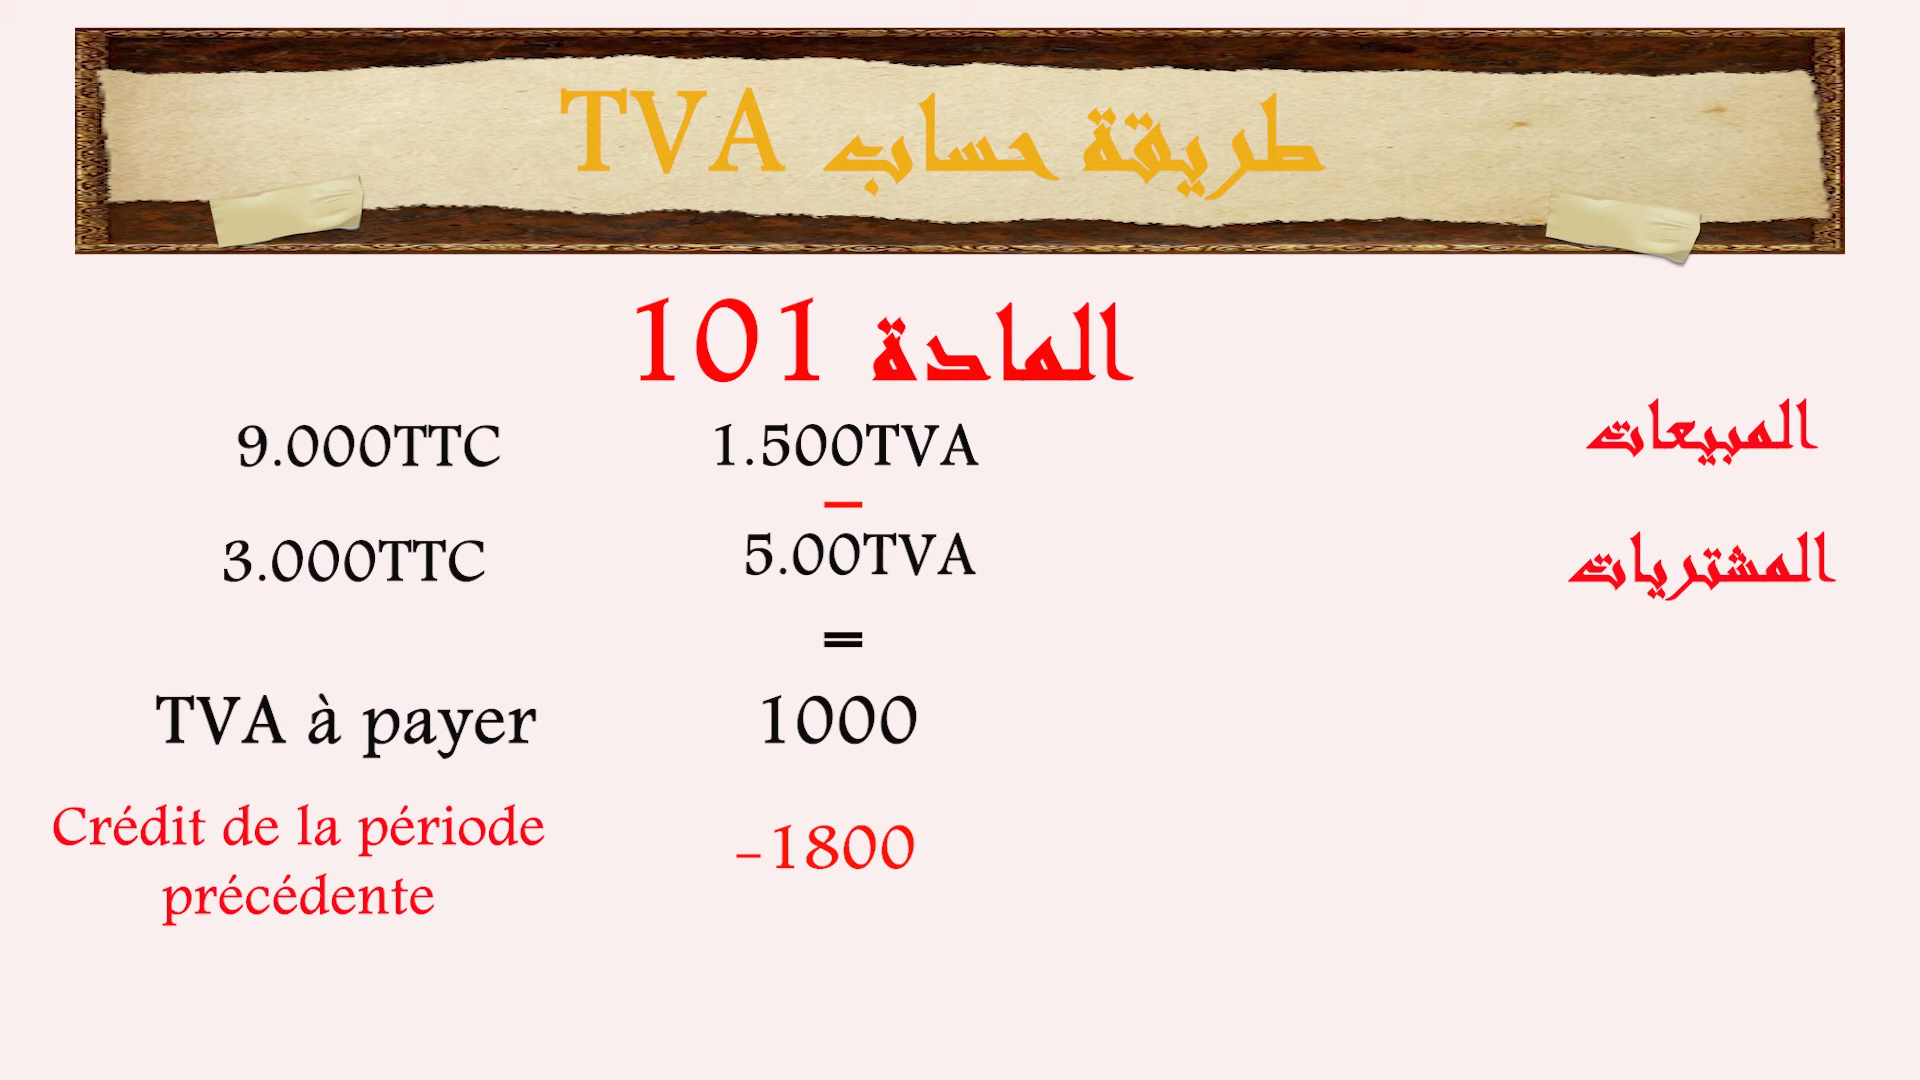 طريقة حساب TVA
المادة 101
المبيعات 1.500TVA 9.000TTC
–
المشتريات 5.00TVA 3.000TTC
=
TVA à payer 1000
Crédit de la période
précédente -1800